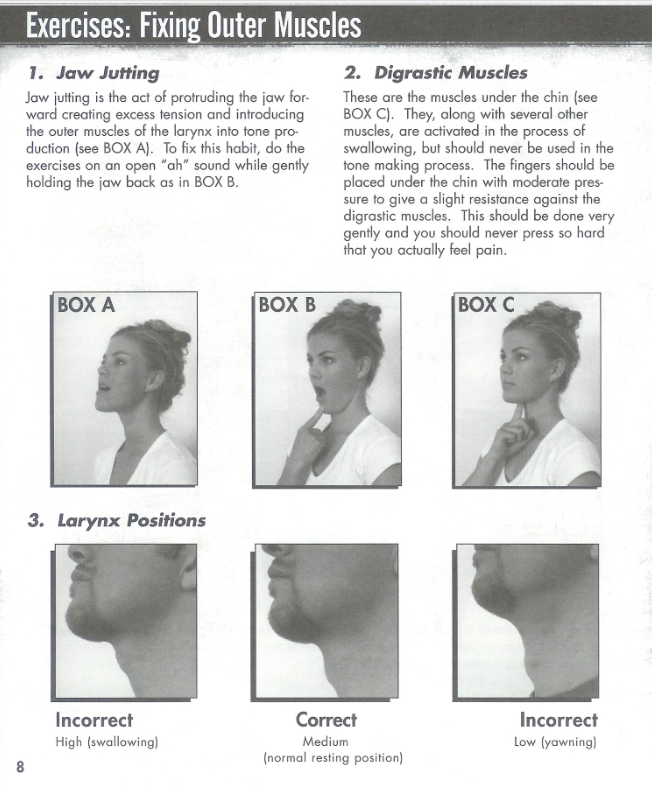 Exercises: Fixing Outer Muscles
1. Jaw Jutting
Jaw jutting is the act of protruding the jaw for-
ward creating excess tension and introducing
the outer muscles of the larynx into tone pro-
duction (see BOX A). To fix this habit, do the
exercises on an open "ah" sound while gently
holding the jaw back as in BOX B.
2. Digrastic Muscles
These are the muscles under the chin (see
BOX C). They, along with several other
muscles, are activated in the process of
swallowing, but should never be used in the
tone making process. The fingers should be
placed under the chin with moderate pres-
sure to give a slight resistance against the
digrastic muscles. This should be done very
gently and you should never press so hard
that you actually feel pain.
BOX A
BOX B
BOX C
3. Larynx Positions
Incorrect
High (swallowing)
Correct
Medium
(normal resting position)
Incorrect
Low (yawning)
8